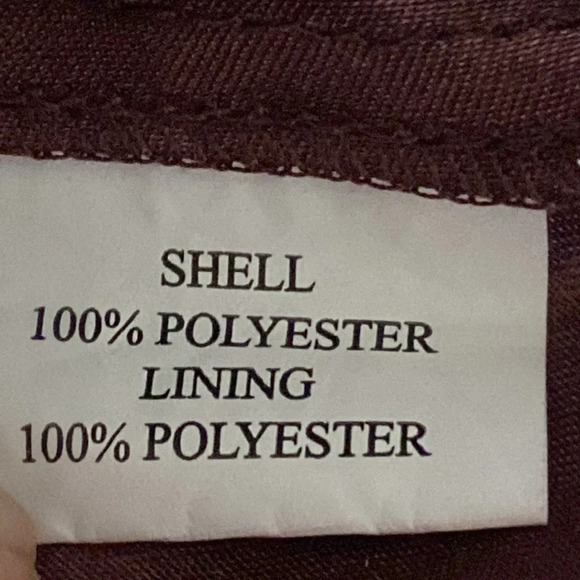 SHELL
100% POLYESTER
LINING
100% POLYESTER